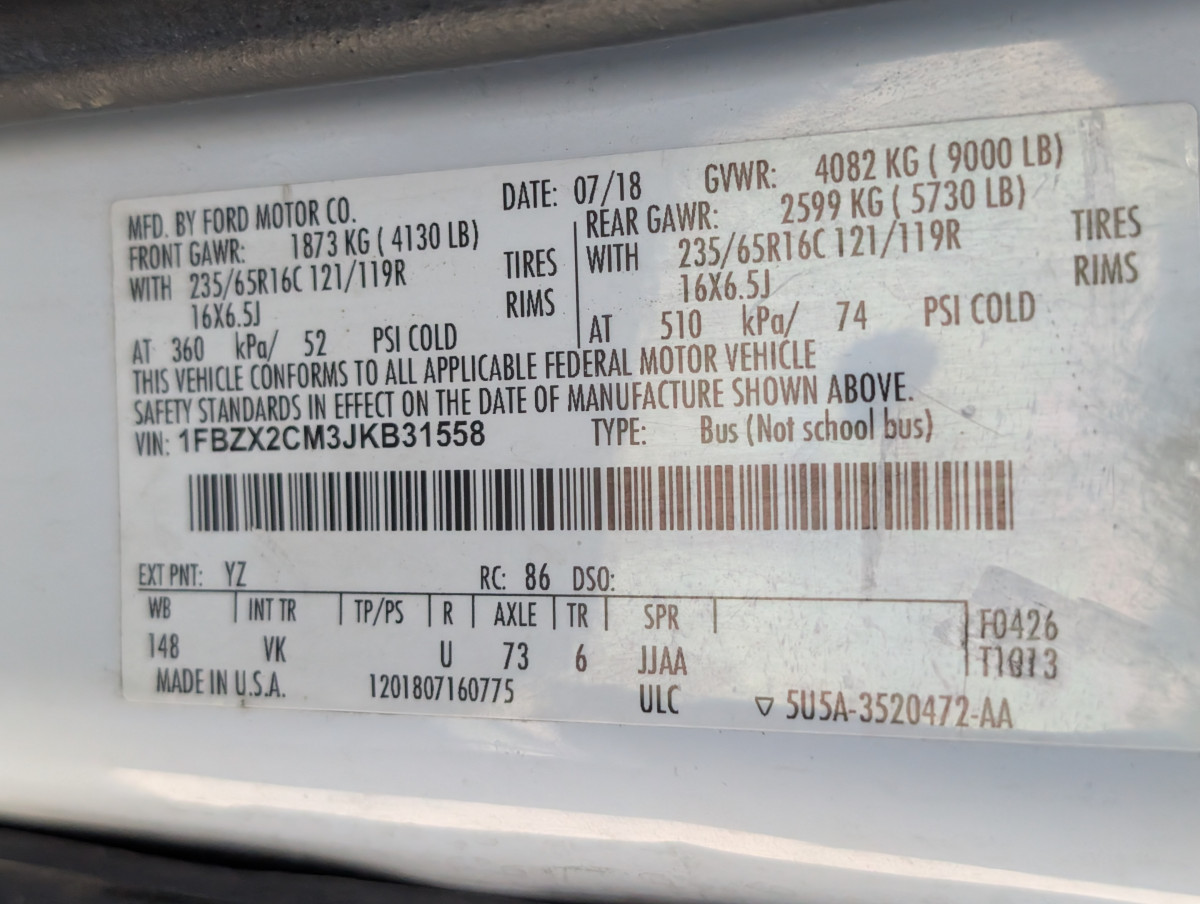 MFD. BY FORD MOTOR CO. DATE: 07/18 GVWR: 4082 KG ( 9000 LB)
FRONT GAWR: 1873 KG ( 4130 LB)
WITH 235/65R16C 121/119R TIRES
16X6.5J RIMS
AT 360 kPa/ 52 PSI COLD
REAR GAWR: 2599 KG ( 5730 LB)
WITH 235/65R16C 121/119R TIRES
16X6.5J RIMS
AT 510 kPa/ 74 PSI COLD
THIS VEHICLE CONFORMS TO ALL APPLICABLE FEDERAL MOTOR VEHICLE
SAFETY STANDARDS IN EFFECT ON THE DATE OF MANUFACTURE SHOWN ABOVE.
VIN: 1FBZX2CM3JKB31558 TYPE: Bus (Not school bus)
EXT PNT: YZ RC: 86 DSO:
WB INT TR TP/PS R AXLE TR SPR
148 VK U 73 6 JJAA
F0426
T1013
MADE IN U.S.A. 1201807160775 ULC ▽ 5U5A-3520472-AA